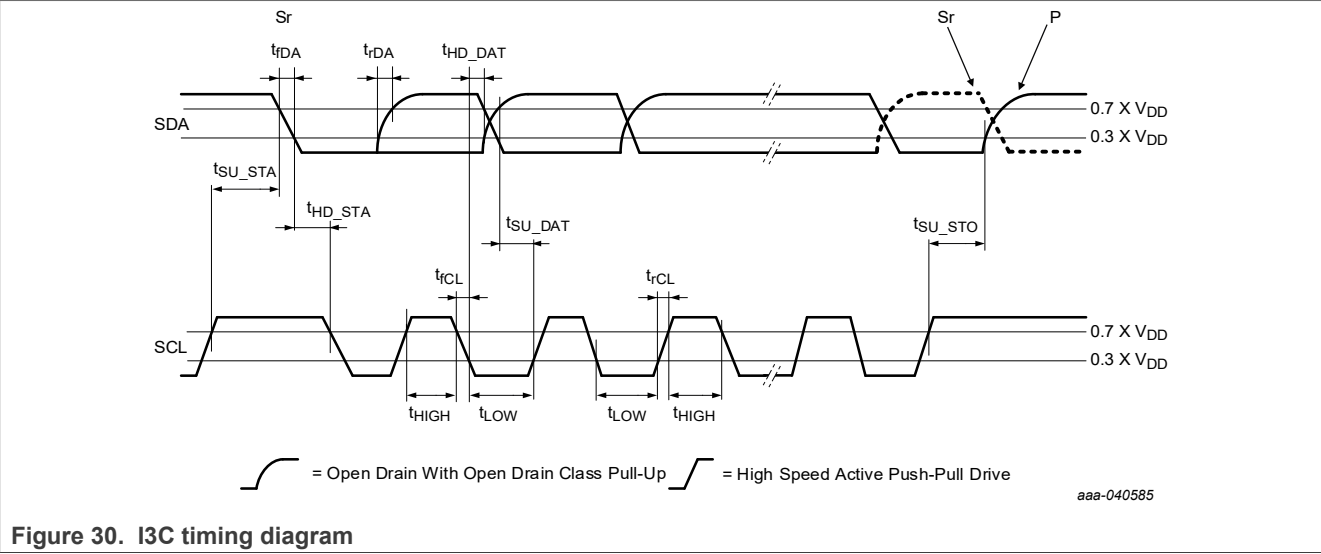 Sr Sr P
tfDA trDA tHD_DAT
0.7 X VDD
SDA
0.3 X VDD
tSU_STA
tHD_STA tSU_DAT tSU_STO
tfCL trCL
0.7 X VDD
SCL
0.3 X VDD
tHIGH tLOW tLOW tHIGH
= Open Drain With Open Drain Class Pull-Up = High Speed Active Push-Pull Drive
aaa-040585
Figure 30. I3C timing diagram